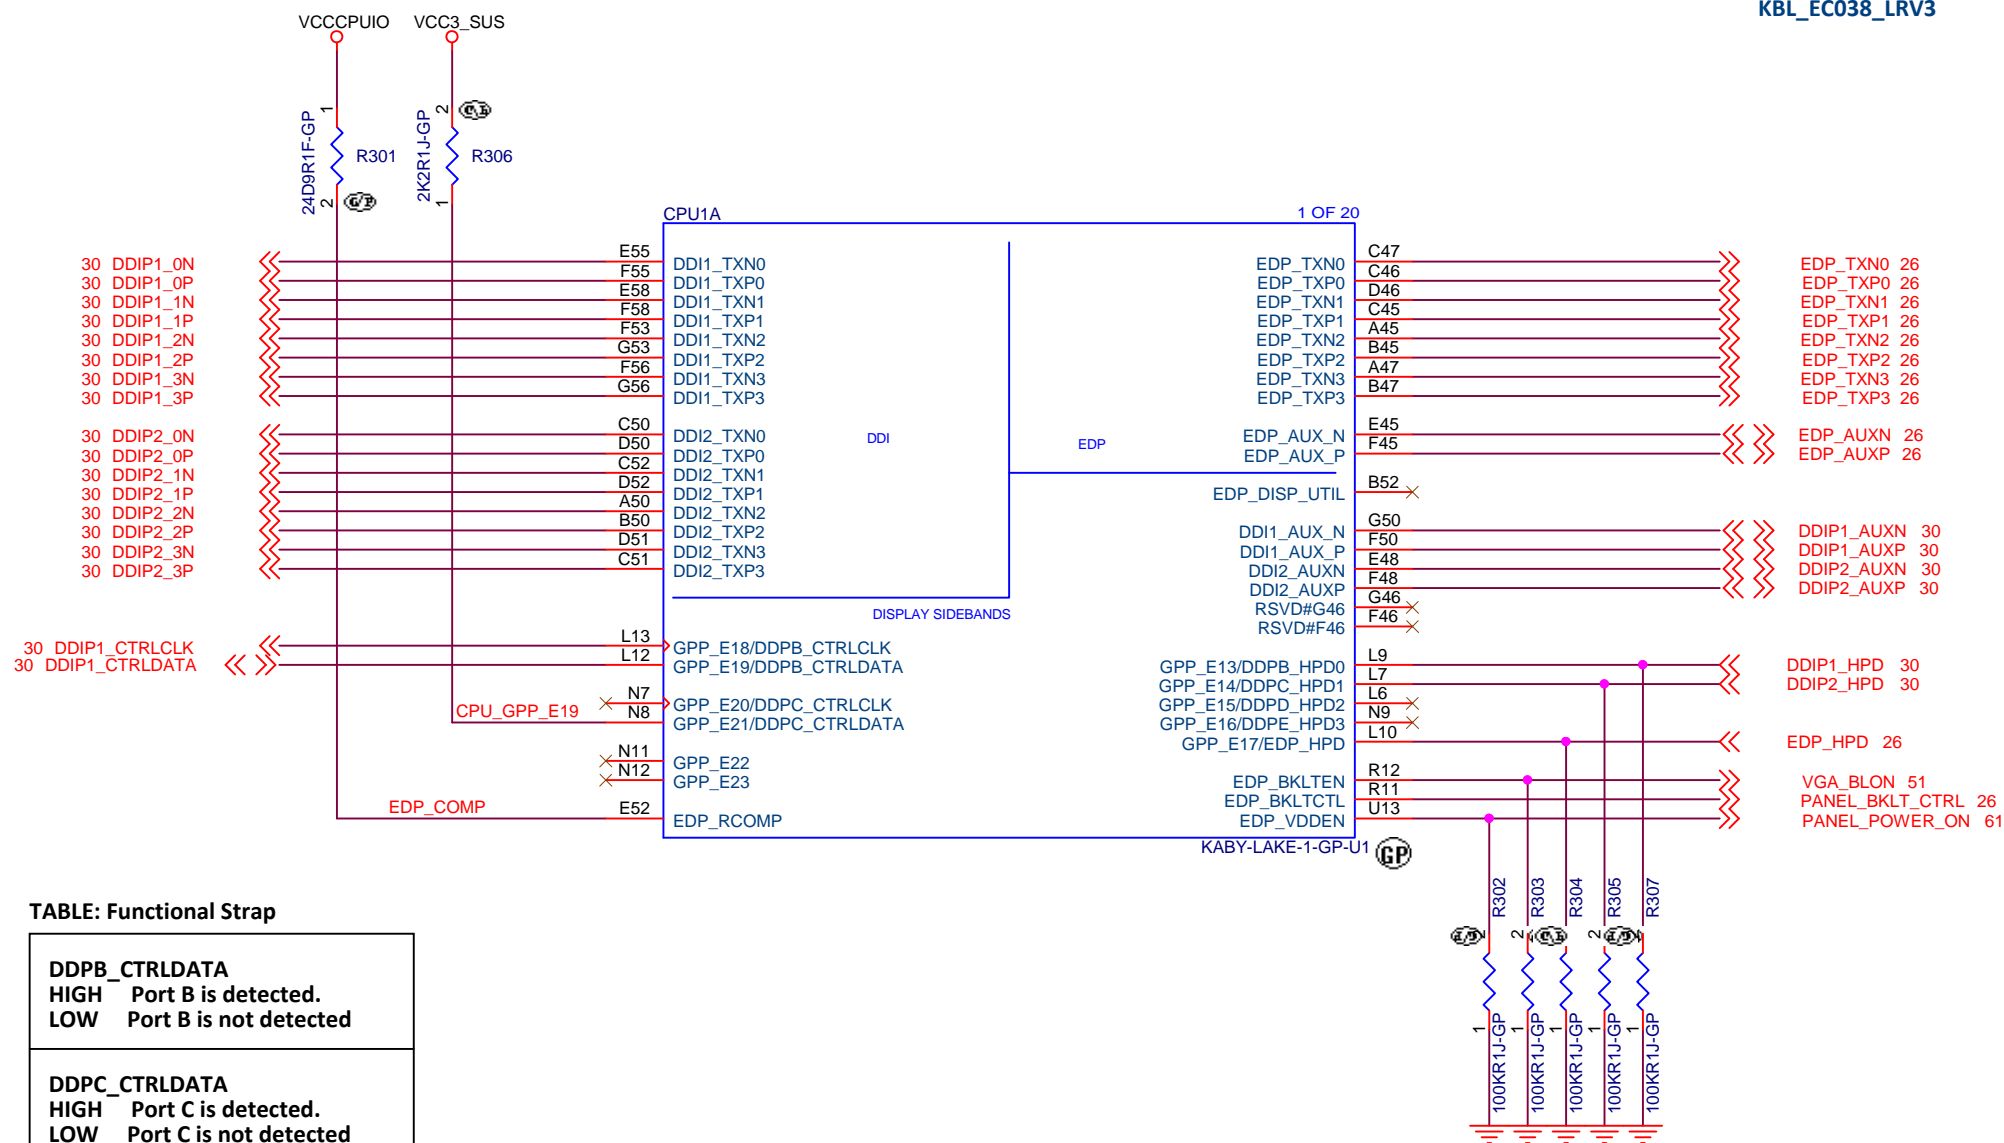 KBL_EC038_LRV3
VCCCPUIO VCC3_SUS
1 2
24D9R1F-GP R301 2K2R1J-GP R306
2 1
CPU1A 1 OF 20
30 DDIP1_0N E55 DDI1_TXN0
30 DDIP1_0P F55 DDI1_TXP0
30 DDIP1_1N E58 DDI1_TXN1
30 DDIP1_1P F58 DDI1_TXP1
30 DDIP1_2N F53 DDI1_TXN2
30 DDIP1_2P G53 DDI1_TXP2
30 DDIP1_3N F56 DDI1_TXN3
30 DDIP1_3P G56 DDI1_TXP3
30 DDIP2_0N C50 DDI2_TXN0
30 DDIP2_0P D50 DDI2_TXP0
30 DDIP2_1N C52 DDI2_TXN1
30 DDIP2_1P D52 DDI2_TXP1
30 DDIP2_2N A50 DDI2_TXN2
30 DDIP2_2P B50 DDI2_TXP2
30 DDIP2_3N D51 DDI2_TXN3
30 DDIP2_3P C51 DDI2_TXP3
DDI
EDP
DISPLAY SIDEBANDS
30 DDIP1_CTRLCLK L13 GPP_E18/DDPB_CTRLCLK
30 DDIP1_CTRLDATA L12 GPP_E19/DDPB_CTRLDATA
N7 GPP_E20/DDPC_CTRLCLK
CPU_GPP_E19 N8 GPP_E21/DDPC_CTRLDATA
N11 GPP_E22
N12 GPP_E23
EDP_COMP E52 EDP_RCOMP
EDP_TXN0 C47 EDP_TXN0 26
EDP_TXP0 C46 EDP_TXP0 26
EDP_TXN1 D46 EDP_TXN1 26
EDP_TXP1 C45 EDP_TXP1 26
EDP_TXN2 A45 EDP_TXN2 26
EDP_TXP2 B45 EDP_TXP2 26
EDP_TXN3 A47 EDP_TXN3 26
EDP_TXP3 B47 EDP_TXP3 26
EDP_AUX_N E45 EDP_AUXN 26
EDP_AUX_P F45 EDP_AUXP 26
EDP_DISP_UTIL B52
DDI1_AUX_N G50 DDIP1_AUXN 30
DDI1_AUX_P F50 DDIP1_AUXP 30
DDI2_AUXN E48 DDIP2_AUXN 30
DDI2_AUXP F48 DDIP2_AUXP 30
RSVD#G46 G46
RSVD#F46 F46
GPP_E13/DDPB_HPD0 L9 DDIP1_HPD 30
GPP_E14/DDPC_HPD1 L7 DDIP2_HPD 30
GPP_E15/DDPD_HPD2 L6
GPP_E16/DDPE_HPD3 N9
GPP_E17/EDP_HPD L10 EDP_HPD 26
EDP_BKLTEN R12 VGA_BLON 51
EDP_BKLTCTL R11 PANEL_BKLT_CTRL 26
EDP_VDDEN U13 PANEL_POWER_ON 61
KABY-LAKE-1-GP-U1 GP
R302 R303 R304 R305 R307
2 2 2
1 1 1 1 1
100KR1J-GP 100KR1J-GP 100KR1J-GP 100KR1J-GP 100KR1J-GP
TABLE: Functional Strap
DDPB_CTRLDATA
HIGH Port B is detected.
LOW Port B is not detected
DDPC_CTRLDATA
HIGH Port C is detected.
LOW Port C is not detected